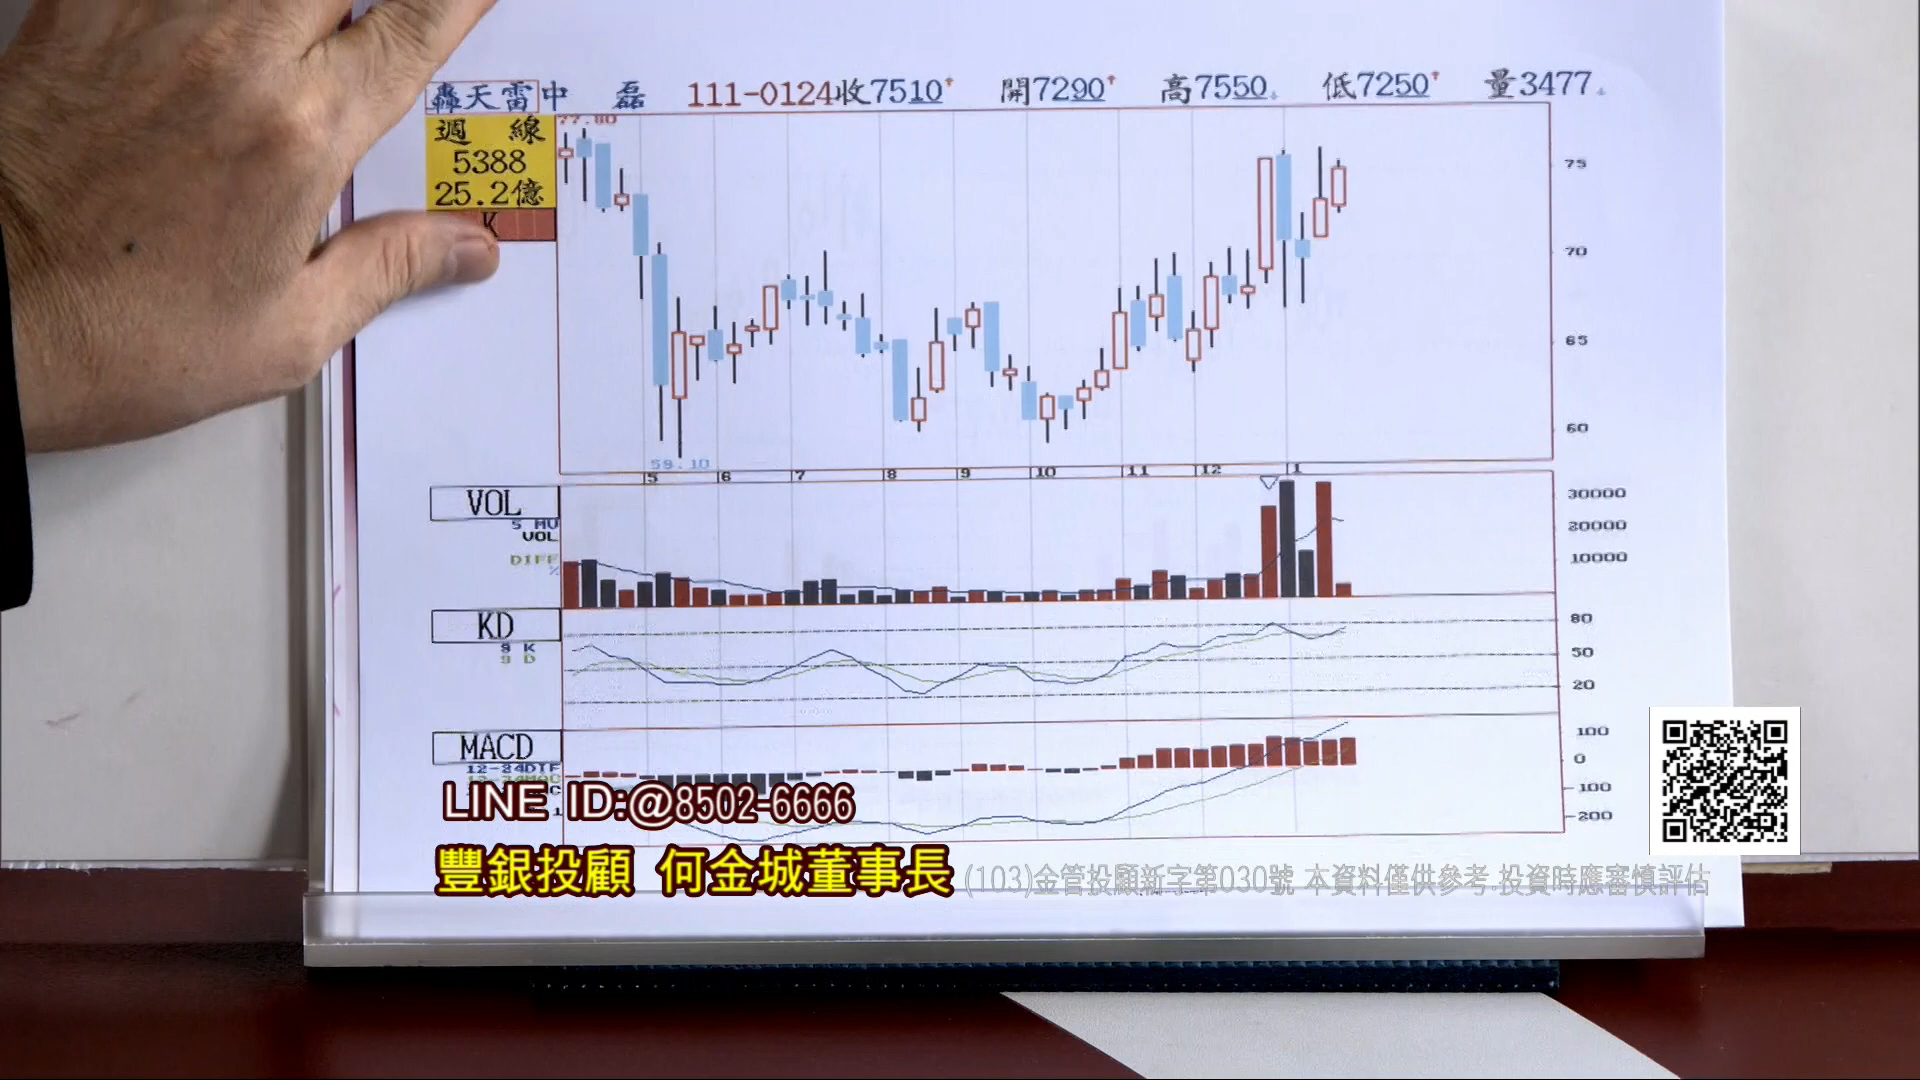 轟天雷中 磊 111-0124收7510 開7290 高7550 低7250 量3477
週 線
5388
25.2億
K
77.80
75
70
65
60
59.10
5 6 7 8 9 10 11 12 1
VOL
5 MV
VOL
DIFF
%
30000
20000
10000
KD
9 K
9 D
80
50
20
MACD
100
0
-100
-200
LINE ID:@8502-6666
豐銀投顧 何金城董事長 (103)金管投顧新字第030號 本資料僅供參考.投資時應審慎評估